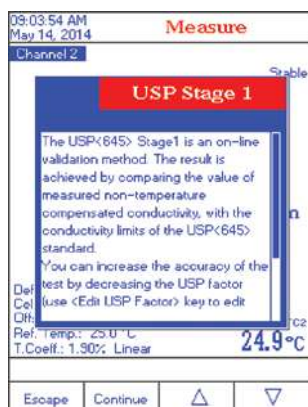 09:03:54 AM
May 14, 2014
Measure
Channel 2
Stable
USP Stage 1
The USP<645> Stage1 is an on-line
validation method. The result is
achieved by comparing the value of
measured non-temperature
compensated conductivity, with the
conductivity limits of the USP<645>
standard.
You can increase the accuracy of the
test by decreasing the USP factor
(use <Edit USP Factor> key to edit
Ref. Temp.: 25.0 °C
T.Coeff.: 1.90% Linear
24.9°C
Escape
Continue